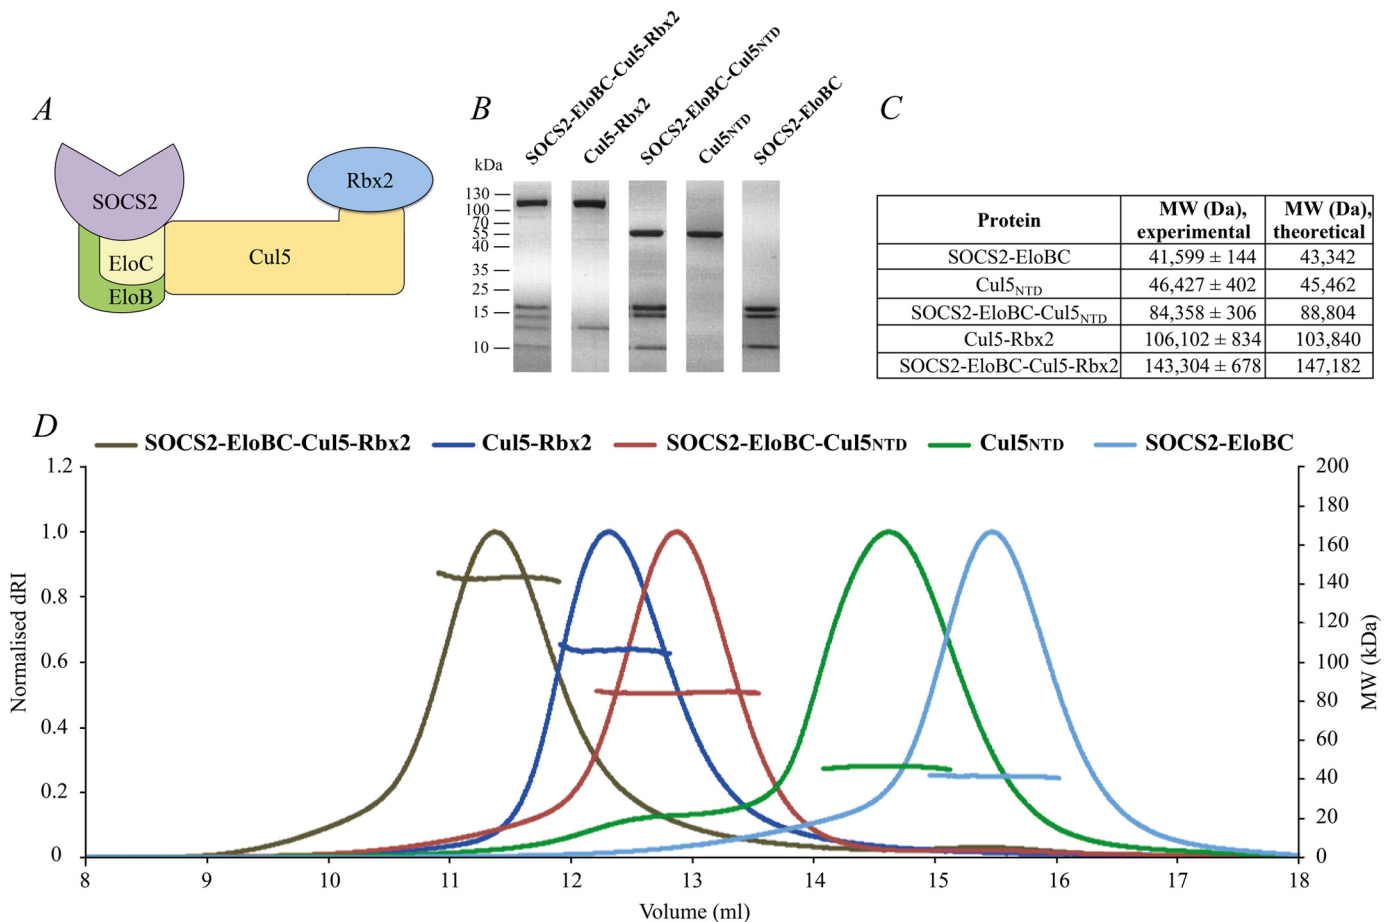 A
SOCS2
EloC
EloB
Cul5
Rbx2
B
SOCS2-EloBC-Cul5-Rbx2
Cul5-Rbx2
SOCS2-EloBC-Cul5NTD
Cul5NTD
SOCS2-EloBC
kDa
130
100
70
55
40
35
25
15
10
C
Protein MW (Da), experimental MW (Da), theoretical
SOCS2-EloBC 41,599 ± 144 43,342
Cul5NTD 46,427 ± 402 45,462
SOCS2-EloBC-Cul5NTD 84,358 ± 306 88,804
Cul5-Rbx2 106,102 ± 834 103,840
SOCS2-EloBC-Cul5-Rbx2 143,304 ± 678 147,182
D
SOCS2-EloBC-Cul5-Rbx2 Cul5-Rbx2 SOCS2-EloBC-Cul5NTD Cul5NTD SOCS2-EloBC
Normalised dRI
1.2
1.0
0.8
0.6
0.4
0.2
0
200
180
160
140
120
100
80
60
40
20
0
MW (kDa)
8 9 10 11 12 13 14 15 16 17 18
Volume (ml)